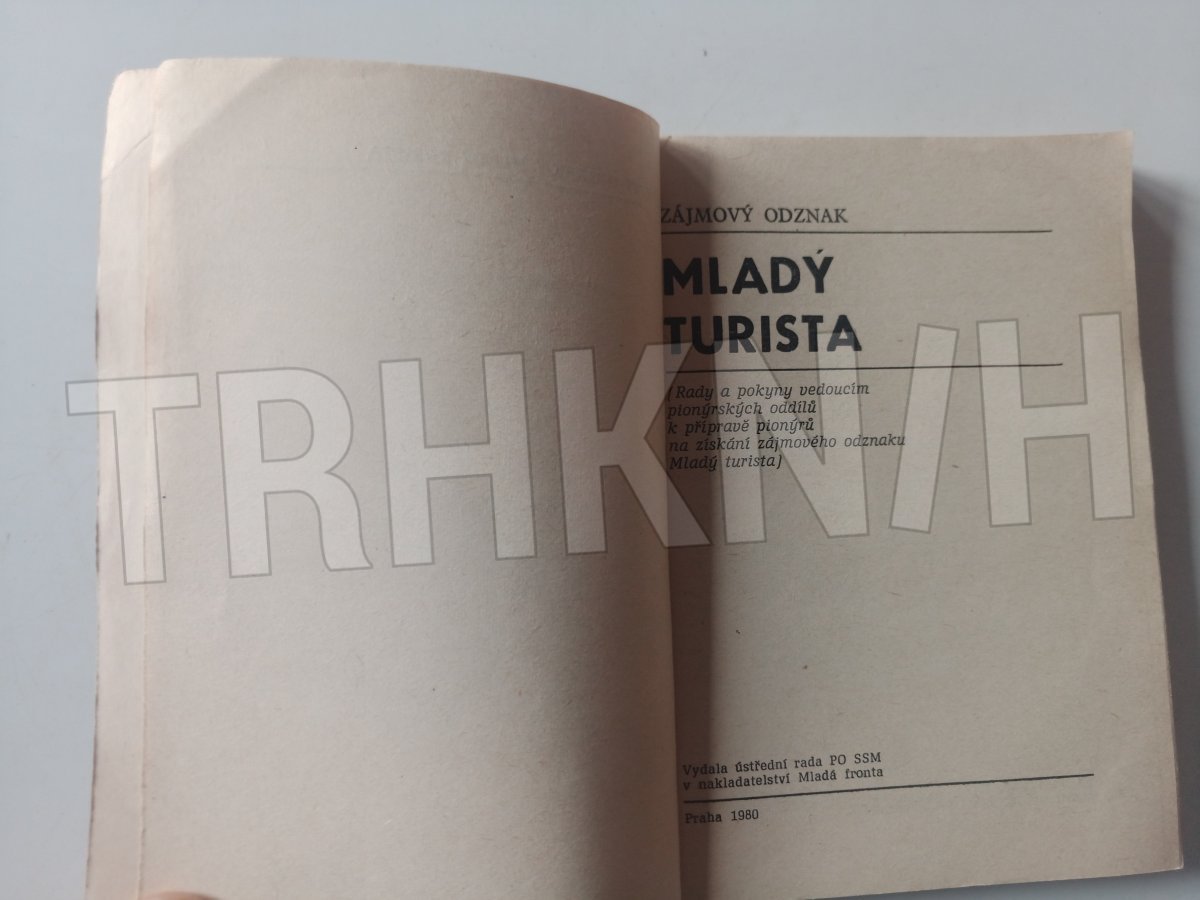 ZÁJMOVÝ ODZNAK
MLADÝ
TURISTA
(Rady a pokyny vedoucím
pionýrských oddílů
k přípravě pionýrů
na získání zájmového odznaku
Mladý turista)
TRHKNIH
Vydala ústřední rada PO SSM
v nakladatelství Mladá fronta
Praha 1980